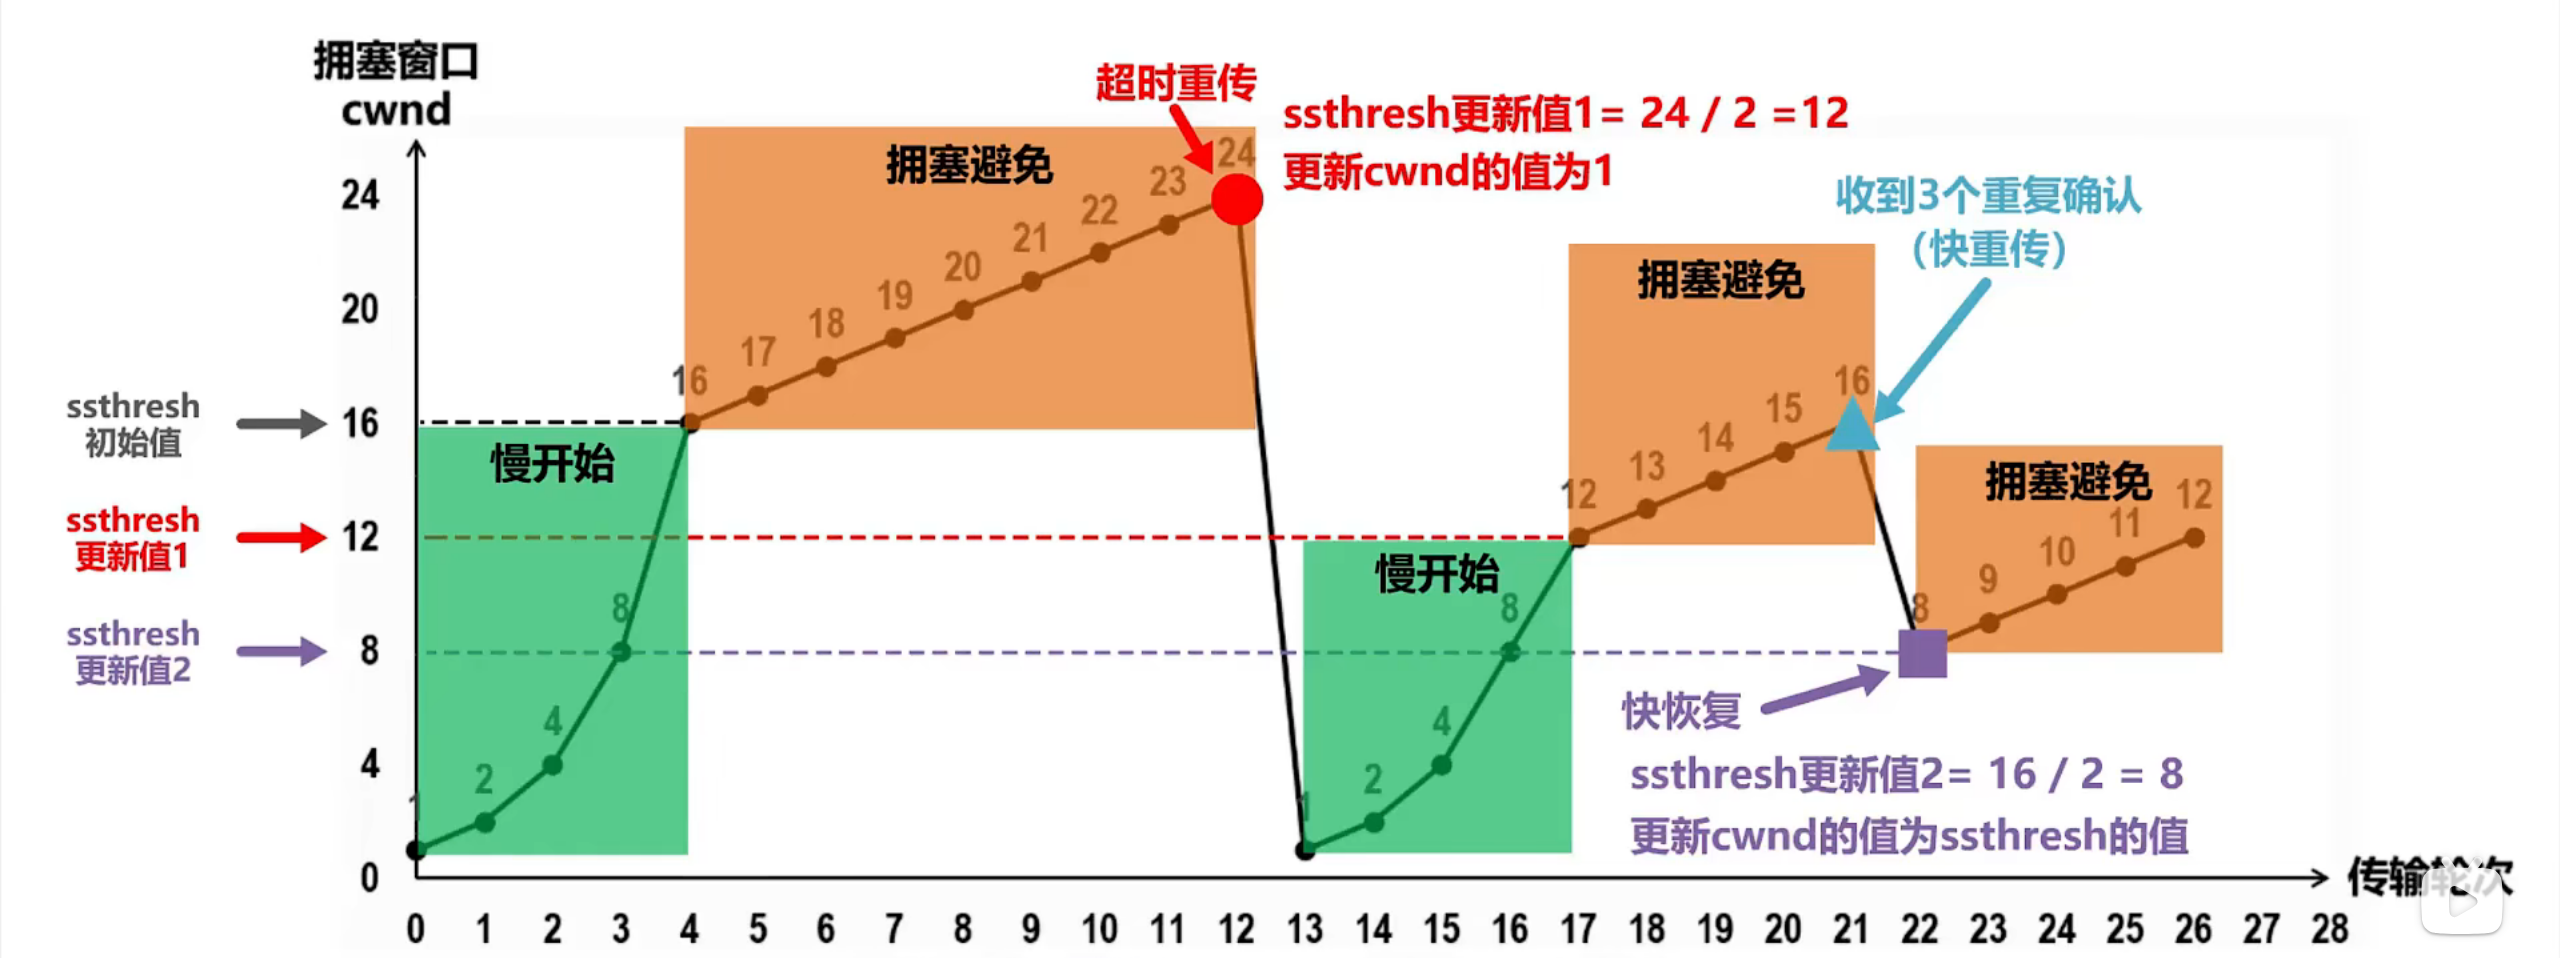 拥塞窗口
cwnd
24
20
16
12
8
4
0
ssthresh
初始值
ssthresh
更新值1
ssthresh
更新值2
慢开始
1
2
4
8
16
拥塞避免
17
18
19
20
21
22
23
24
超时重传
ssthresh更新值1= 24 / 2 =12
更新cwnd的值为1
慢开始
1
2
4
8
12
拥塞避免
13
14
15
16
收到3个重复确认
（快重传）
拥塞避免
8
9
10
11
12
快恢复
ssthresh更新值2= 16 / 2 = 8
更新cwnd的值为ssthresh的值
传输轮次
0 1 2 3 4 5 6 7 8 9 10 11 12 13 14 15 16 17 18 19 20 21 22 23 24 25 26 27 28